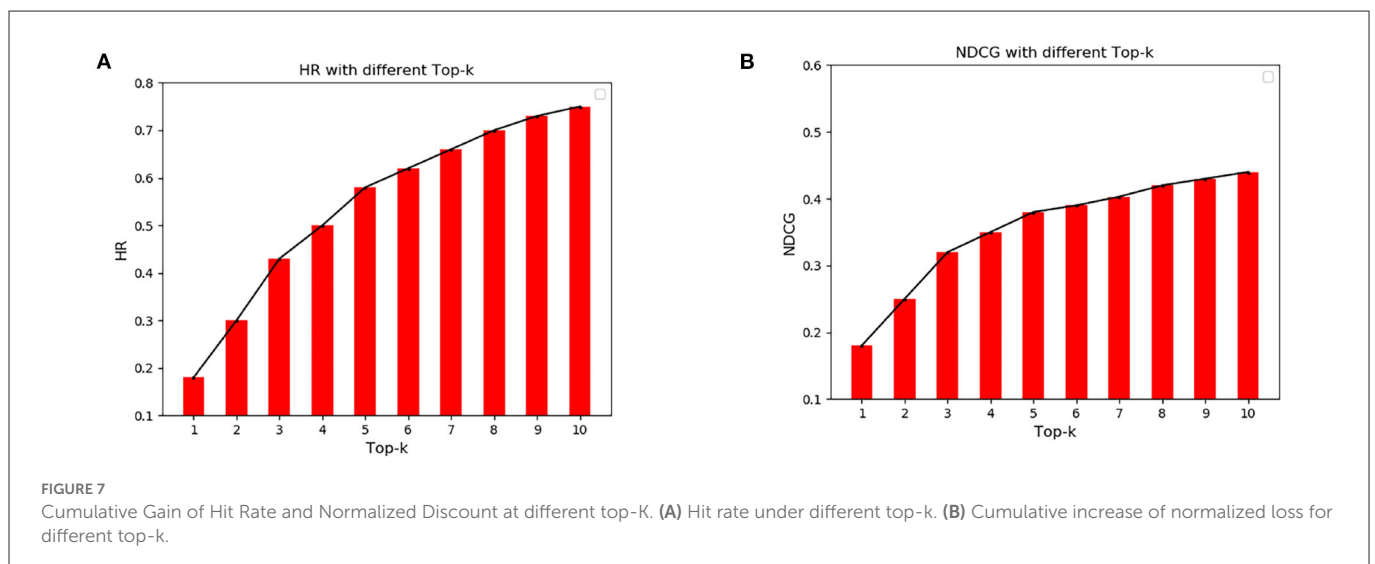 A
HR with different Top-k
0.8
0.7
0.6
0.5
0.4
0.3
0.2
0.1
HR
1 2 3 4 5 6 7 8 9 10
Top-k
B
NDCG with different Top-k
0.6
0.5
0.4
0.3
0.2
0.1
NDCG
1 2 3 4 5 6 7 8 9 10
Top-k
FIGURE 7
Cumulative Gain of Hit Rate and Normalized Discount at different top-K. (A) Hit rate under different top-k. (B) Cumulative increase of normalized loss for
different top-k.